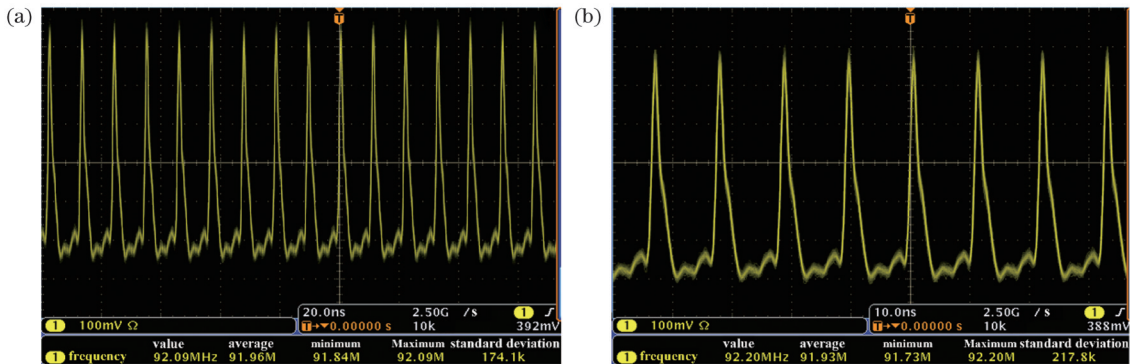 (a)
T
20.0ns 2.50G /s 1
1 100mV Ω T→▼0.00000 s 10k 392mV
value average minimum Maximum standard deviation
1 frequency 92.09MHz 91.96M 91.84M 92.09M 174.1k
(b)
T
10.0ns 2.50G /s 1
1 100mV Ω T→▼0.00000 s 10k 388mV
value average minimum Maximum standard deviation
1 frequency 92.20MHz 91.93M 91.73M 92.20M 217.8k